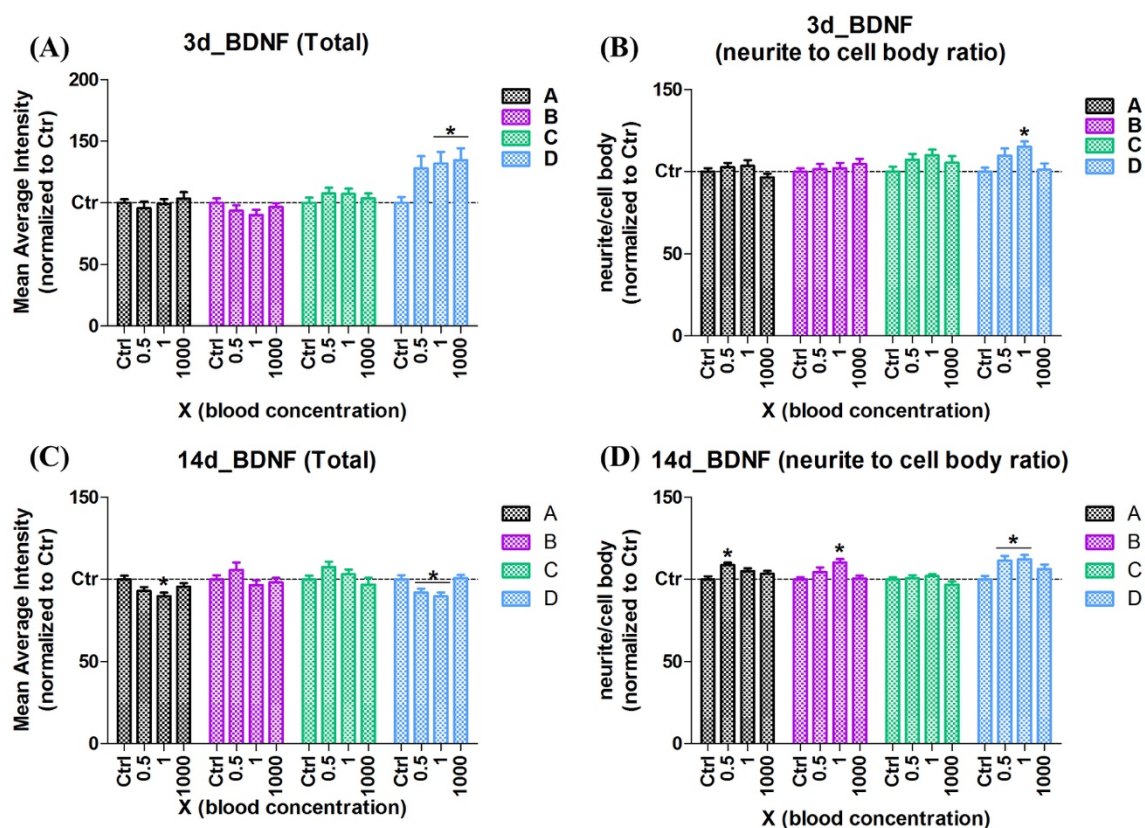 (A)
3d_BDNF (Total)
Mean Average Intensity
(normalized to Ctr)
200
150
Ctr
50
0
*
A
B
C
D
Ctrl 0.5 1 1000 Ctrl 0.5 1 1000 Ctrl 0.5 1 1000 Ctrl 0.5 1 1000
X (blood concentration)
(B)
3d_BDNF
(neurite to cell body ratio)
neurite/cell body
(normalized to Ctr)
150
Ctr
50
0
*
A
B
C
D
Ctrl 0.5 1 1000 Ctrl 0.5 1 1000 Ctrl 0.5 1 1000 Ctrl 0.5 1 1000
X (blood concentration)
(C)
14d_BDNF (Total)
Mean Average Intensity
(normalized to Ctr)
150
Ctr
50
0
* *
A
B
C
D
Ctrl 0.5 1 1000 Ctrl 0.5 1 1000 Ctrl 0.5 1 1000 Ctrl 0.5 1 1000
X (blood concentration)
(D)
14d_BDNF (neurite to cell body ratio)
neurite/cell body
(normalized to Ctr)
150
Ctr
50
0
* * *
A
B
C
D
Ctrl 0.5 1 1000 Ctrl 0.5 1 1000 Ctrl 0.5 1 1000 Ctrl 0.5 1 1000
X (blood concentration)